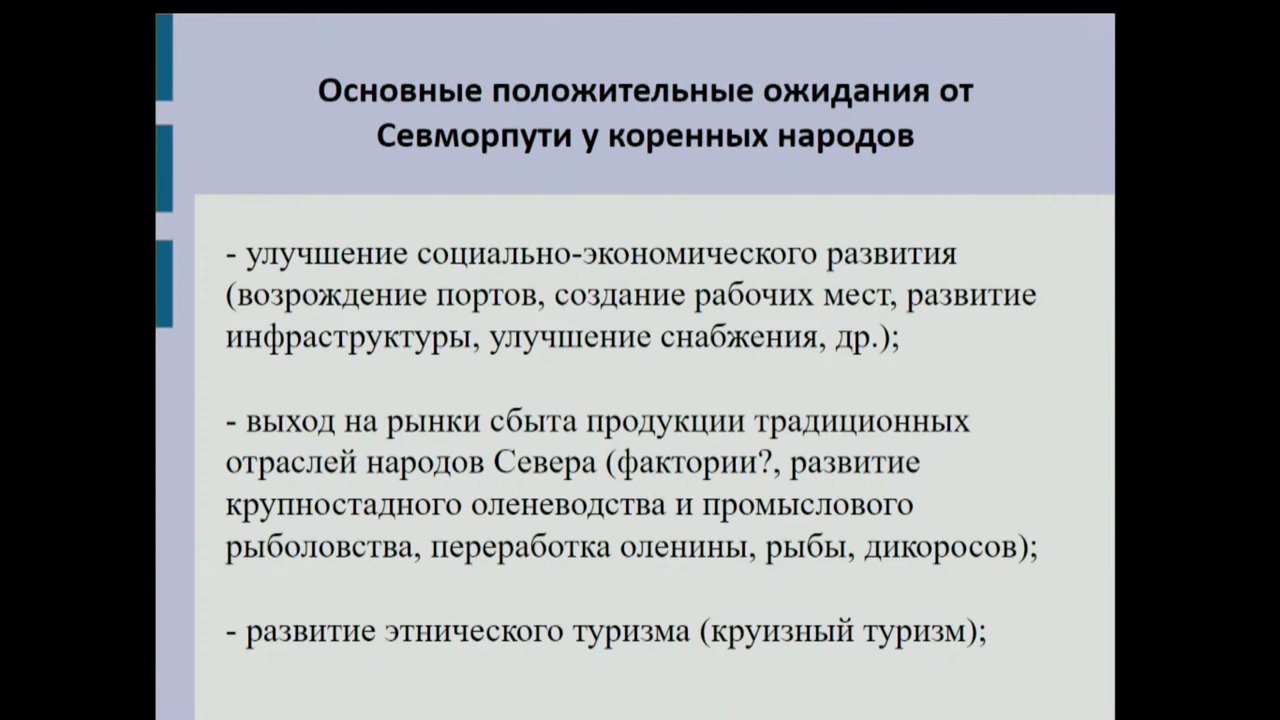 Основные положительные ожидания от
Севморпути у коренных народов
- улучшение социально-экономического развития
(возрождение портов, создание рабочих мест, развитие
инфраструктуры, улучшение снабжения, др.);
- выход на рынки сбыта продукции традиционных
отраслей народов Севера (фактории?, развитие
крупностадного оленеводства и промыслового
рыболовства, переработка оленины, рыбы, дикоросов);
- развитие этнического туризма (круизный туризм);